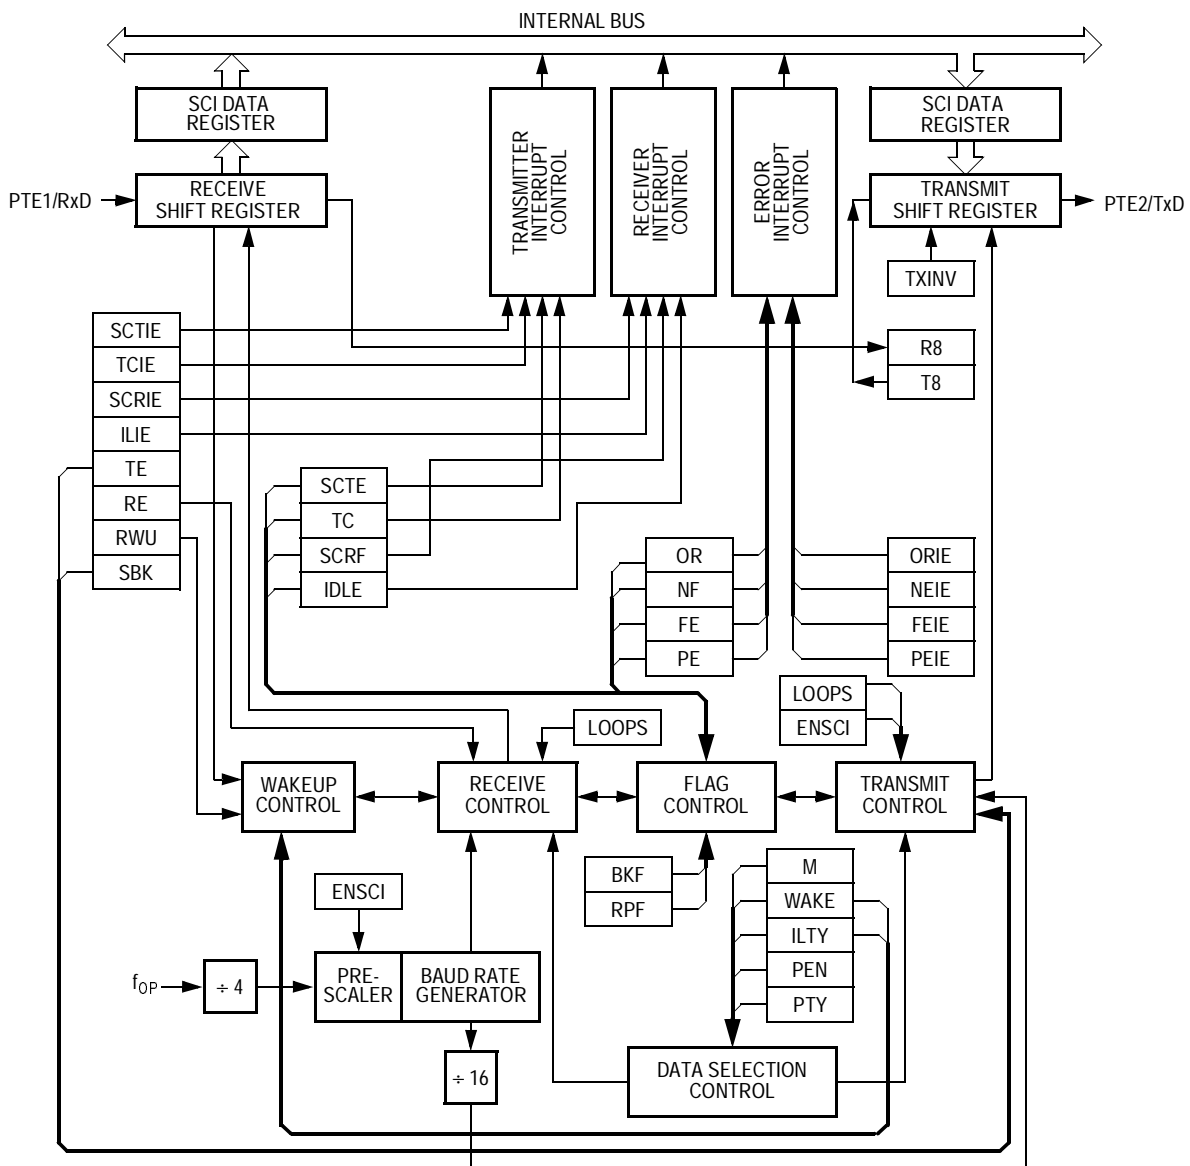 INTERNAL BUS
SCI DATA
REGISTER
RECEIVE
SHIFT REGISTER
PTE1/RxD
TRANSMITTER
INTERRUPT
CONTROL
RECEIVER
INTERRUPT
CONTROL
ERROR
INTERRUPT
CONTROL
SCI DATA
REGISTER
TRANSMIT
SHIFT REGISTER
PTE2/TxD
TXINV
R8
T8
SCTIE
TCIE
SCRIE
ILIE
TE
RE
RWU
SBK
SCTE
TC
SCRF
IDLE
OR
NF
FE
PE
ORIE
NEIE
FEIE
PEIE
LOOPS
ENSCI
LOOPS
WAKEUP
CONTROL
RECEIVE
CONTROL
FLAG
CONTROL
TRANSMIT
CONTROL
BKF
RPF
M
WAKE
ILTY
PEN
PTY
ENSCI
fOP
÷ 4
PRE-
SCALER
BAUD RATE
GENERATOR
÷ 16
DATA SELECTION
CONTROL